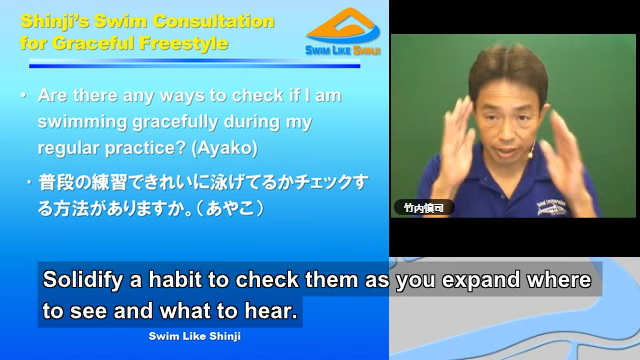 Shinji's Swim Consultation
for Graceful Freestyle
SWIM LIKE SHINJI
• Are there any ways to check if I am
swimming gracefully during my
regular practice? (Ayako)
・普段の練習できれいに泳げてるかチェックす
る方法がありますか。（あやこ）
竹内慎司
Solidify a habit to check them as you expand where
to see and what to hear.
Swim Like Shinji